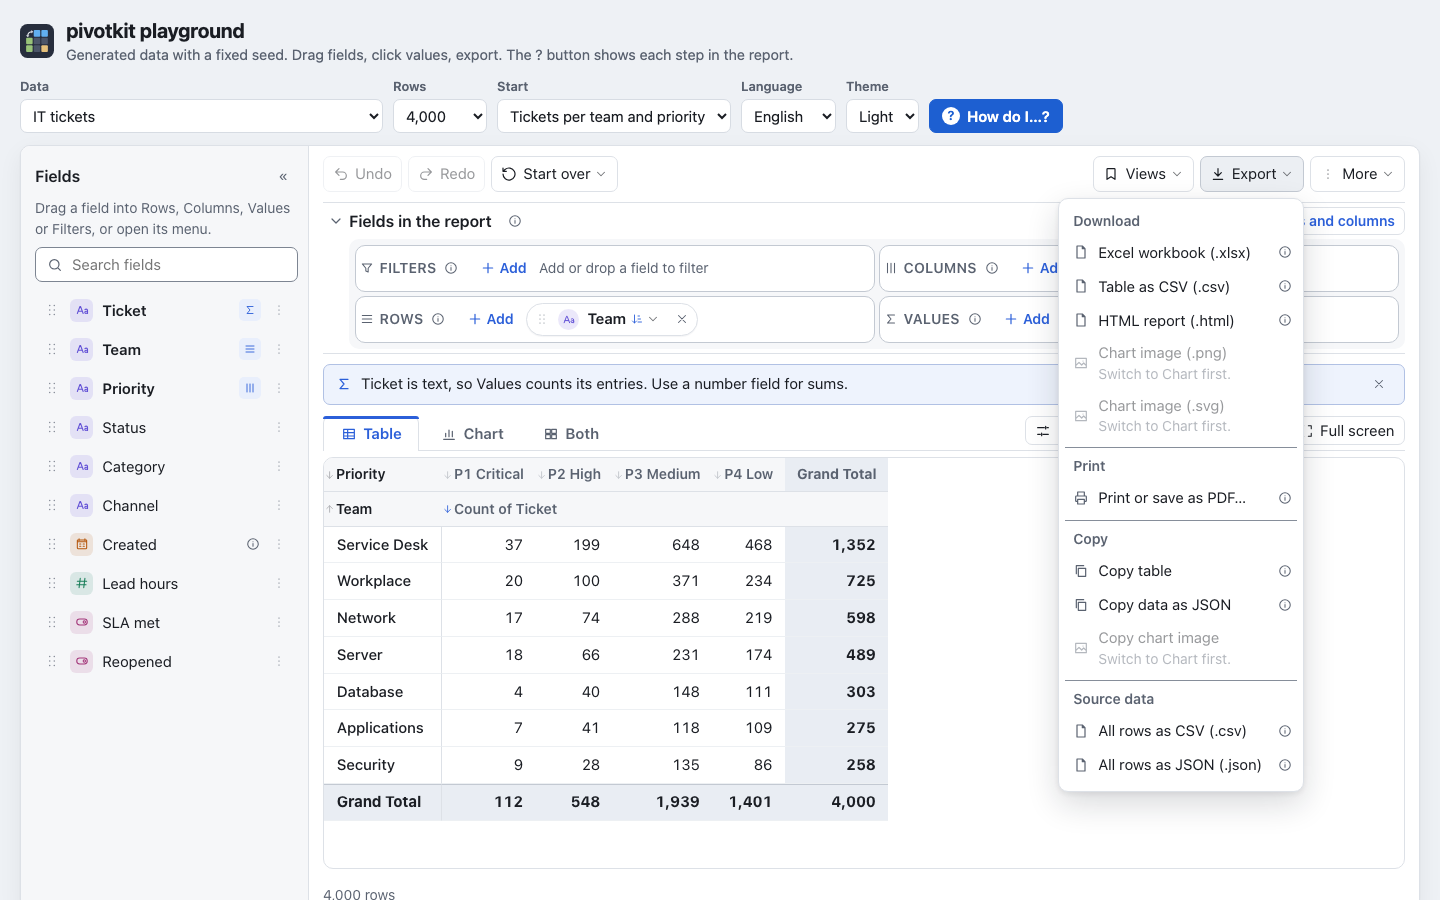 pivotkit playground
Generated data with a fixed seed. Drag fields, click values, export. The ? button shows each step in the report.
Data
Rows
Start
Language
Theme
IT tickets
4,000
Tickets per team and priority
English
Light
? How do I...?
Fields
«
Drag a field into Rows, Columns, Values
or Filters, or open its menu.
Search fields
Aa Ticket Σ
Aa Team
Aa Priority
Aa Status
Aa Category
Aa Channel
Created
# Lead hours
SLA met
Reopened
Undo
Redo
Start over
Views
Export
More
Fields in the report
s and columns
FILTERS
+ Add
Add or drop a field to filter
COLUMNS
+ Ad
ROWS
+ Add
Aa Team
Σ VALUES
+ Add
Σ Ticket is text, so Values counts its entries. Use a number field for sums.
Table
Chart
Both
Full screen
↓ Priority ↓ P1 Critical ↓ P2 High ↓ P3 Medium ↓ P4 Low Grand Total
↑ Team ↓ Count of Ticket
Service Desk 37 199 648 468 1,352
Workplace 20 100 371 234 725
Network 17 74 288 219 598
Server 18 66 231 174 489
Database 4 40 148 111 303
Applications 7 41 118 109 275
Security 9 28 135 86 258
Grand Total 112 548 1,939 1,401 4,000
4,000 rows
Download
Excel workbook (.xlsx)
Table as CSV (.csv)
HTML report (.html)
Chart image (.png)
Switch to Chart first.
Chart image (.svg)
Switch to Chart first.
Print
Print or save as PDF...
Copy
Copy table
Copy data as JSON
Copy chart image
Switch to Chart first.
Source data
All rows as CSV (.csv)
All rows as JSON (.json)